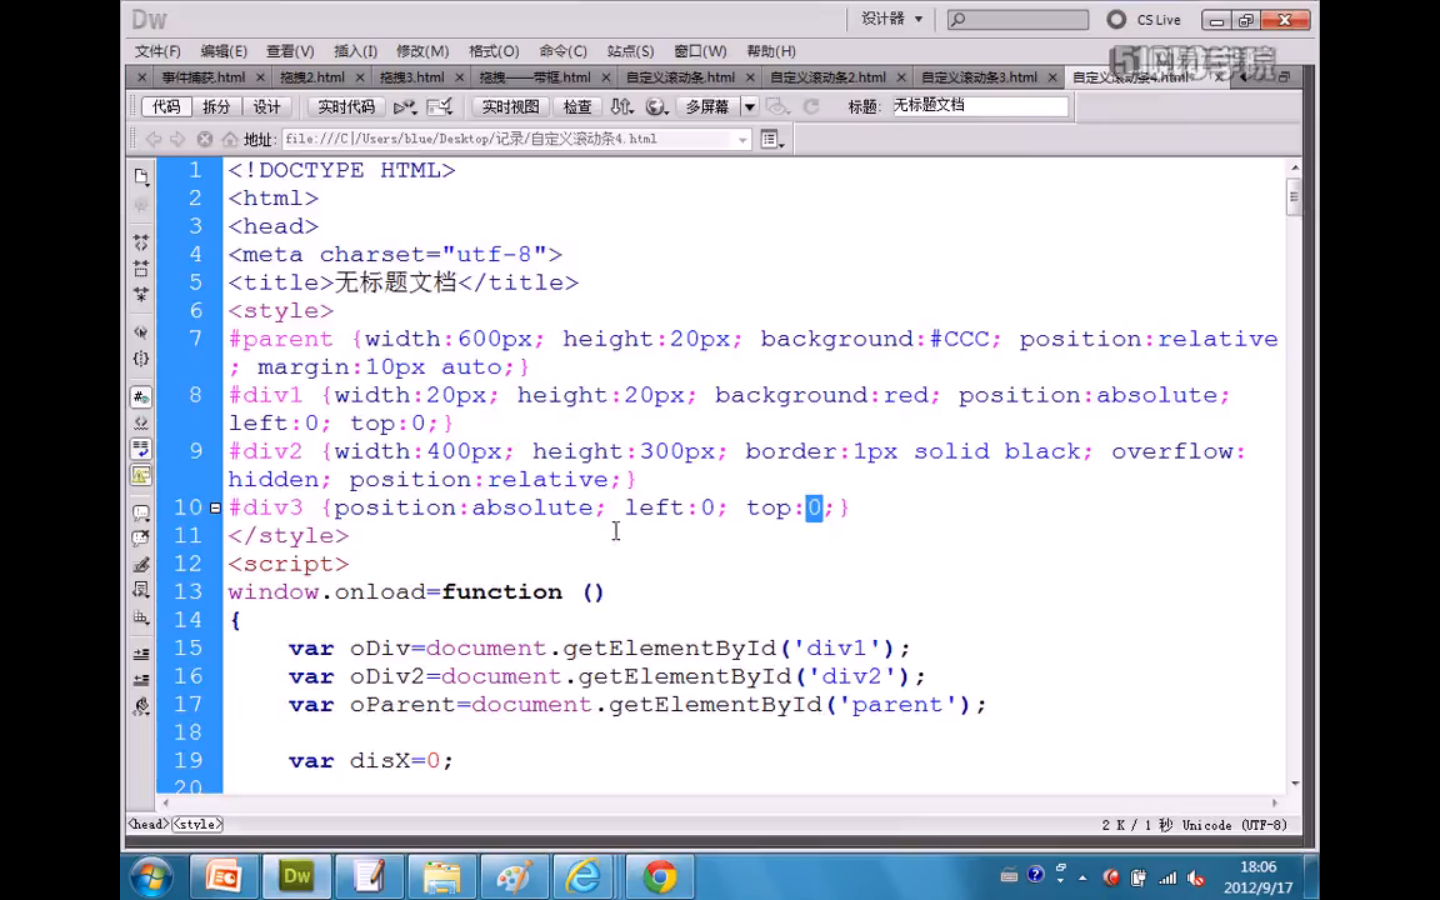 Dw
设计器
CS Live
文件(F) 编辑(E) 查看(V) 插入(I) 修改(M) 格式(O) 命令(C) 站点(S) 窗口(W) 帮助(H)
事件捕获.html 拖拽2.html 拖拽3.html 拖拽——带框.html 自定义滚动条.html 自定义滚动条2.html 自定义滚动条3.html 自定义滚动条4.html
代码 拆分 设计 实时代码 实时视图 检查 多屏幕 标题: 无标题文档
地址: file:///C|/Users/blue/Desktop/记录/自定义滚动条4.html
1 <!DOCTYPE HTML>
2 <html>
3 <head>
4 <meta charset="utf-8">
5 <title>无标题文档</title>
6 <style>
7 #parent {width:600px; height:20px; background:#CCC; position:relative
; margin:10px auto;}
8 #div1 {width:20px; height:20px; background:red; position:absolute;
left:0; top:0;}
9 #div2 {width:400px; height:300px; border:1px solid black; overflow:
hidden; position:relative;}
10 #div3 {position:absolute; left:0; top:0;}
11 </style>
12 <script>
13 window.onload=function ()
14 {
15 var oDiv=document.getElementById('div1');
16 var oDiv2=document.getElementById('div2');
17 var oParent=document.getElementById('parent');
18
19 var disX=0;
20
<head> <style>
2 K / 1 秒 Unicode (UTF-8)
Dw
18:06
2012/9/17